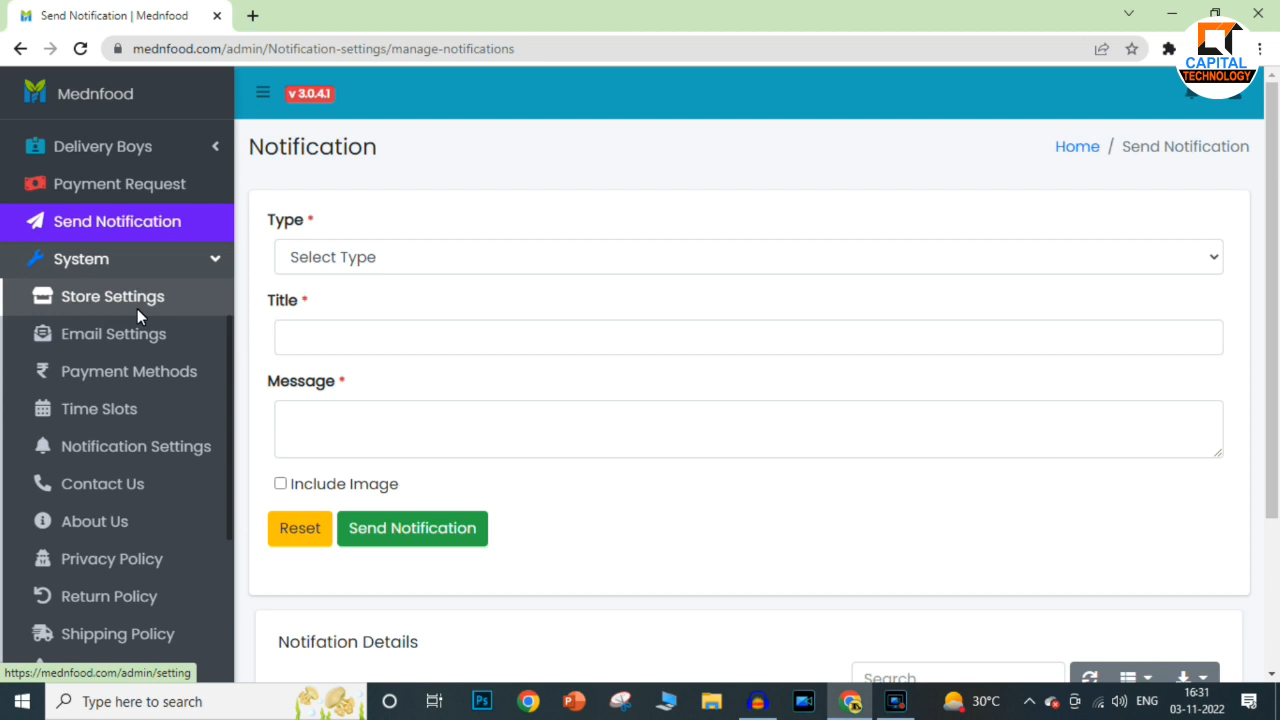 Send Notification | Mednfood
mednfood.com/admin/Notification-settings/manage-notifications
CAPITAL
TECHNOLOGY
Mednfood
v 3.0.4.1
Delivery Boys
Payment Request
Send Notification
System
Store Settings
Email Settings
Payment Methods
Time Slots
Notification Settings
Contact Us
About Us
Privacy Policy
Return Policy
Shipping Policy
https://mednfood.com/admin/setting
Notification
Home / Send Notification
Type *
Select Type
Title *
Message *
Include Image
Reset
Send Notification
Notifation Details
Search
Type here to search
Ps
30°C
ENG
16:31
03-11-2022